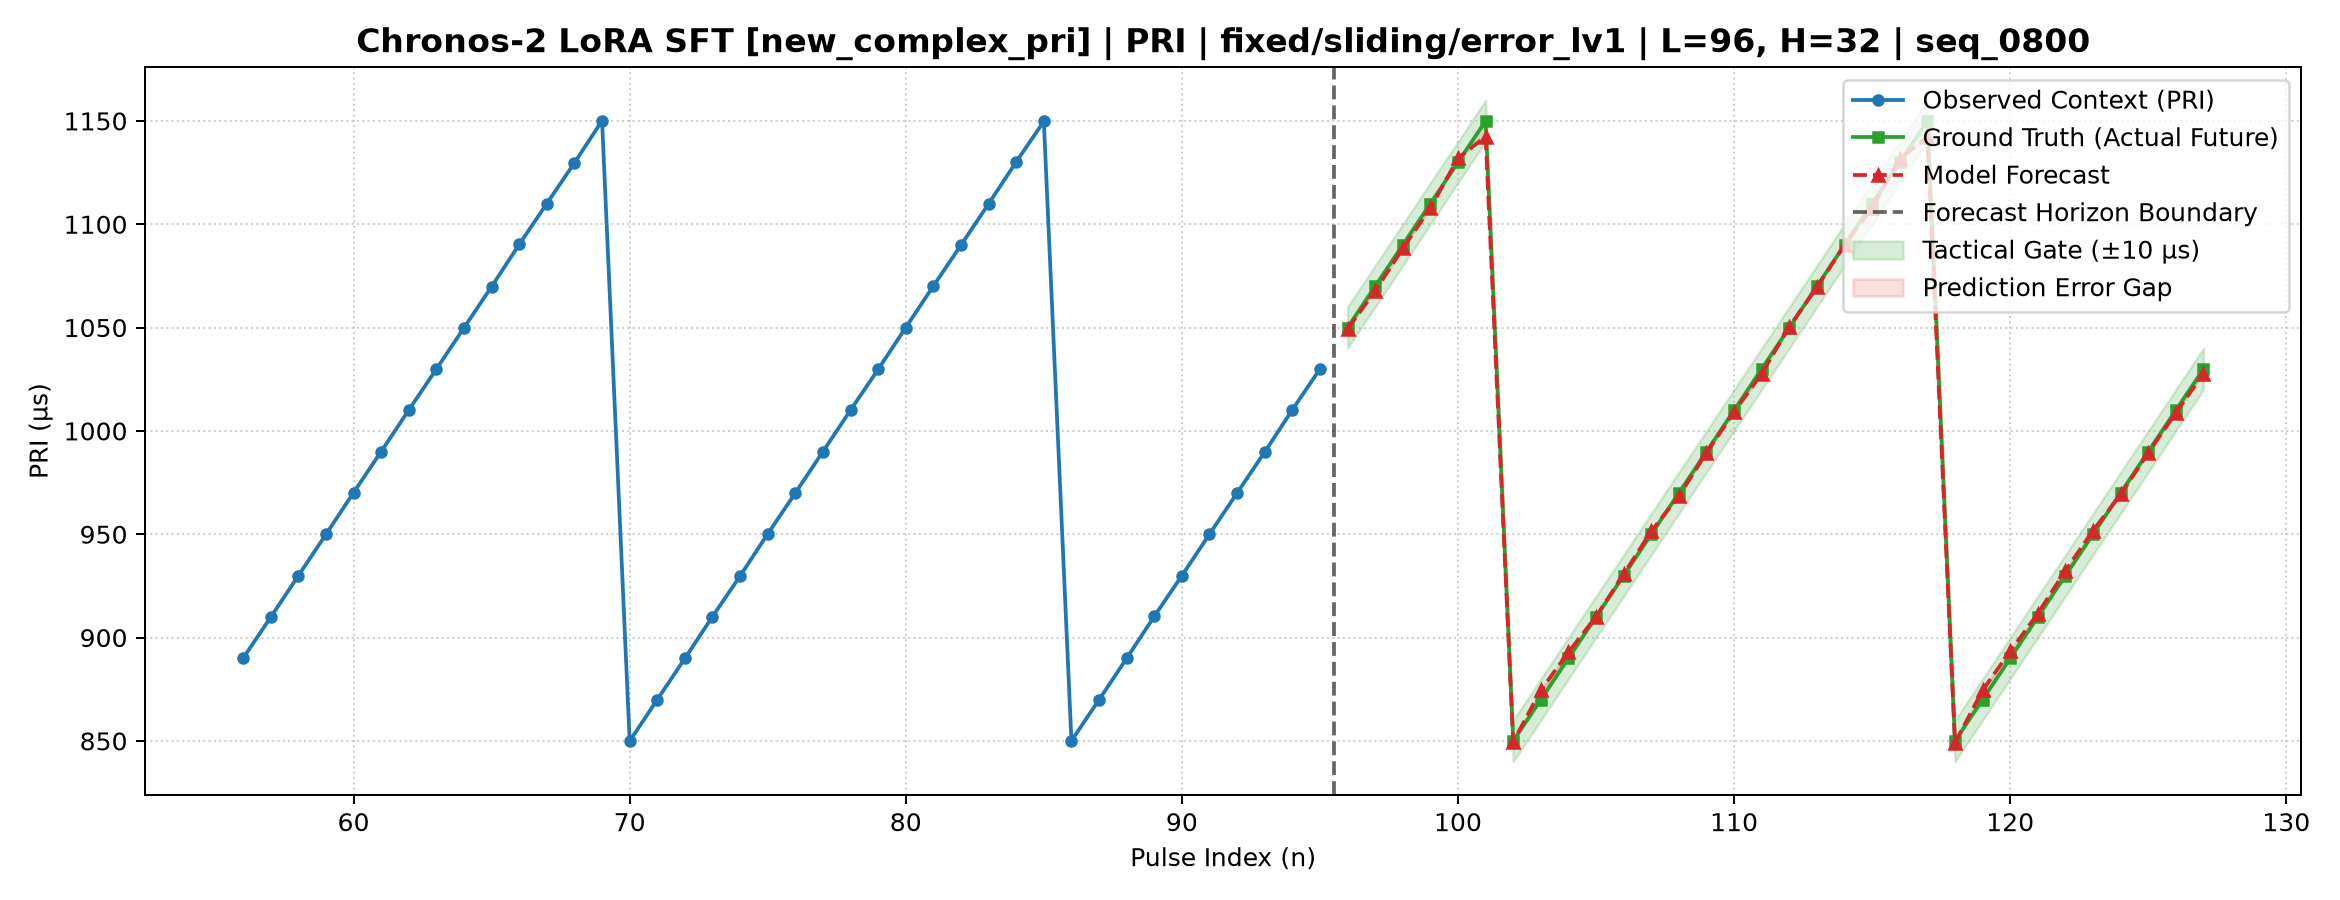 Chronos-2 LoRA SFT [new_complex_pri] | PRI | fixed/sliding/error_lv1 | L=96, H=32 | seq_0800
Observed Context (PRI)
Ground Truth (Actual Future)
Model Forecast
Forecast Horizon Boundary
Tactical Gate (±10 µs)
Prediction Error Gap
PRI (µs)
1150
1100
1050
1000
950
900
850
60 70 80 90 100 110 120 130
Pulse Index (n)